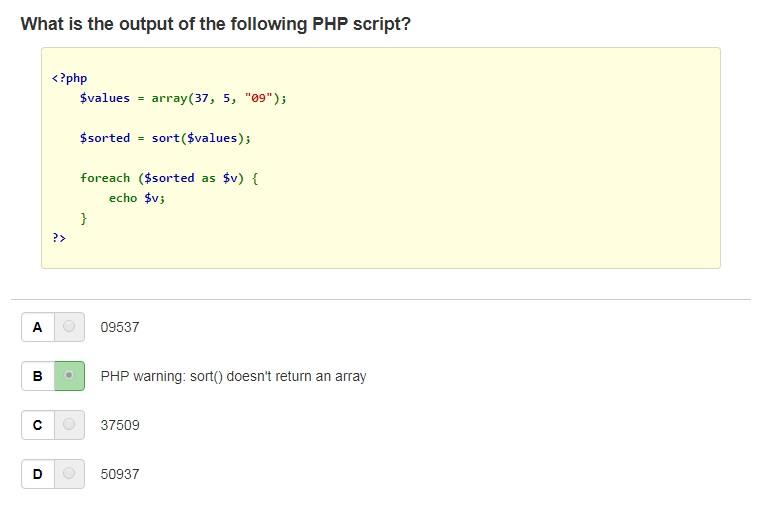 What is the output of the following PHP script?
<?php
$values = array(37, 5, "09");
$sorted = sort($values);
foreach ($sorted as $v) {
echo $v;
}
?>
A 09537
B PHP warning: sort() doesn't return an array
C 37509
D 50937